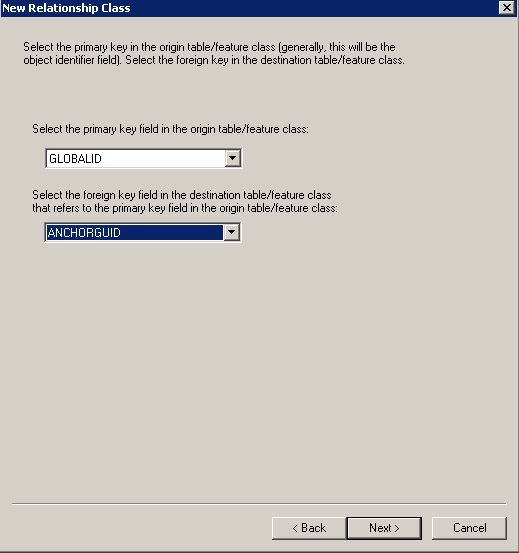 New Relationship Class
Select the primary key in the origin table/feature class (generally, this will be the
object identifier field). Select the foreign key in the destination table/feature class.
Select the primary key field in the origin table/feature class:
GLOBALID
Select the foreign key field in the destination table/feature class
that refers to the primary key field in the origin table/feature class:
ANCHORGUID
< Back
Next >
Cancel